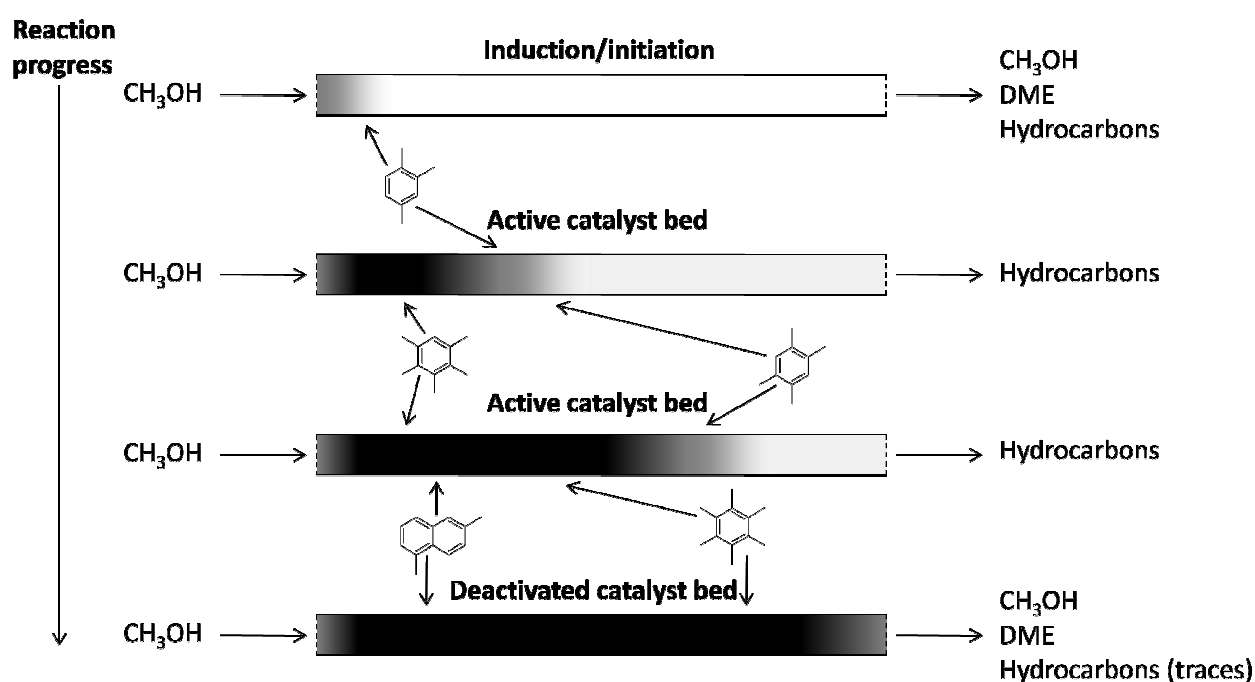 Reaction
progress
Induction/initiation
CH₃OH
CH₃OH
DME
Hydrocarbons
Active catalyst bed
CH₃OH
Hydrocarbons
Active catalyst bed
CH₃OH
Hydrocarbons
Deactivated catalyst bed
CH₃OH
CH₃OH
DME
Hydrocarbons (traces)